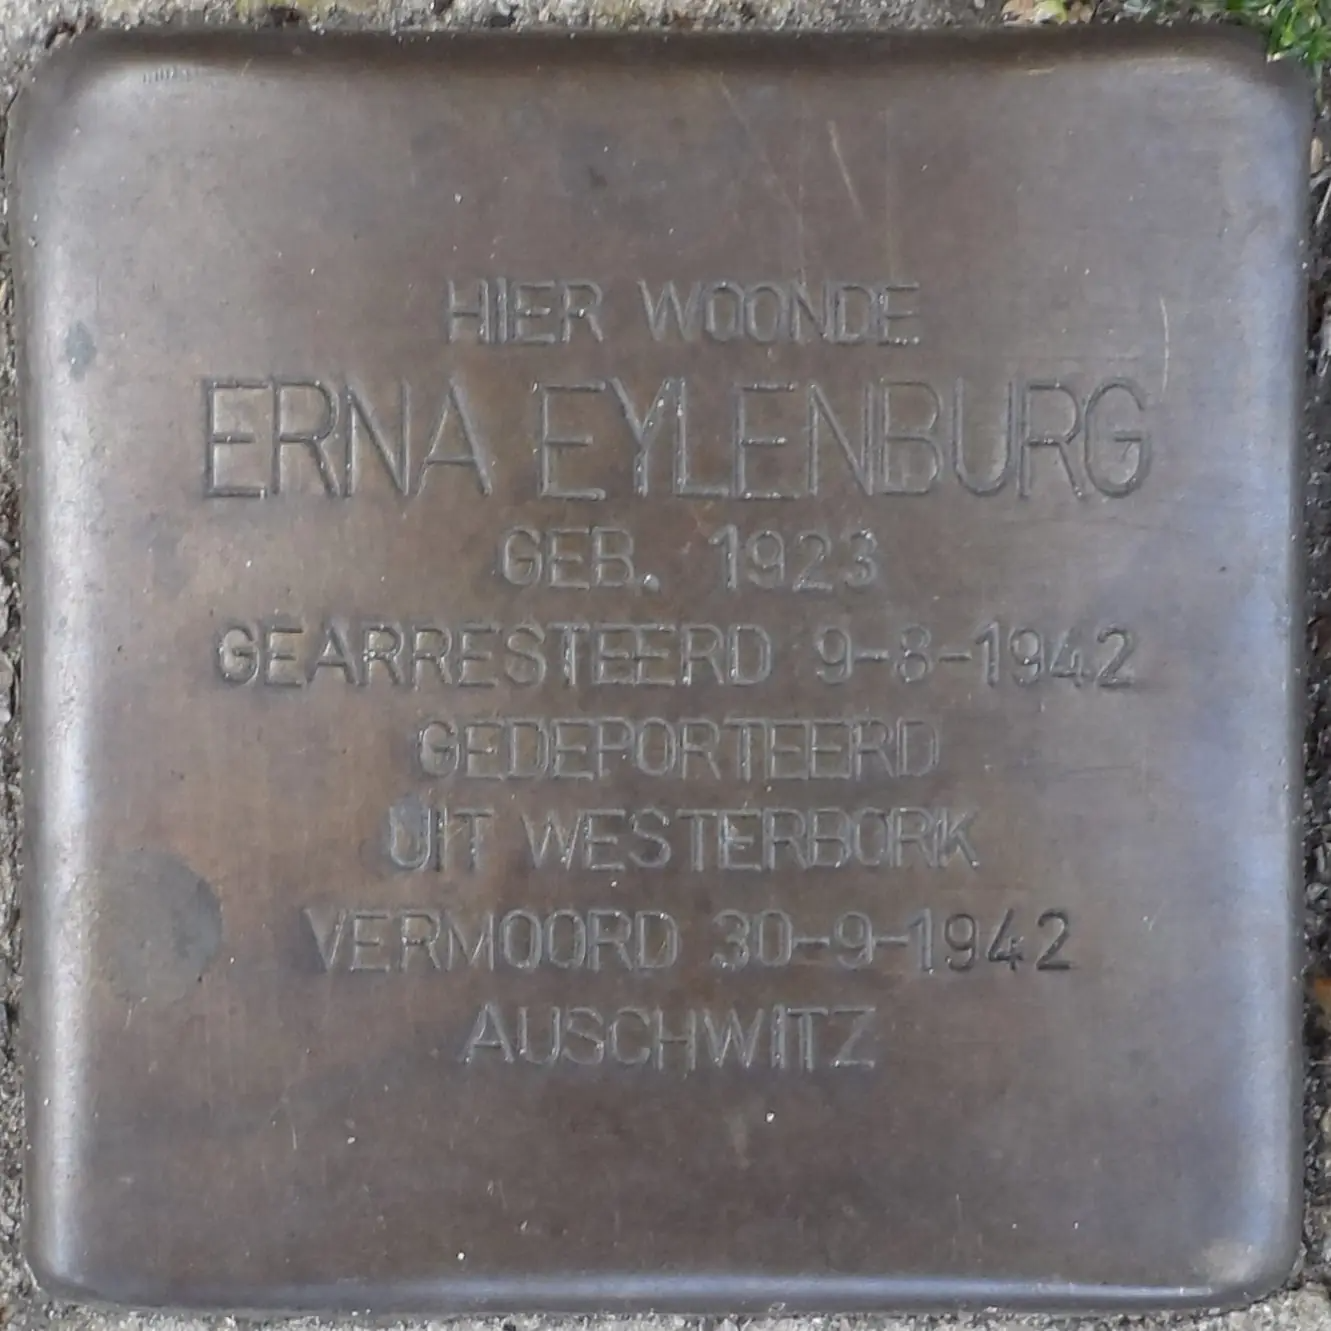 HIER WOONDE
ERNA EYLENBURG
GEB. 1923
GEARRESTEERD 9-8-1942
GEDEPORTEERD
UIT WESTERBORK
VERMOORD 30-9-1942
AUSCHWITZ